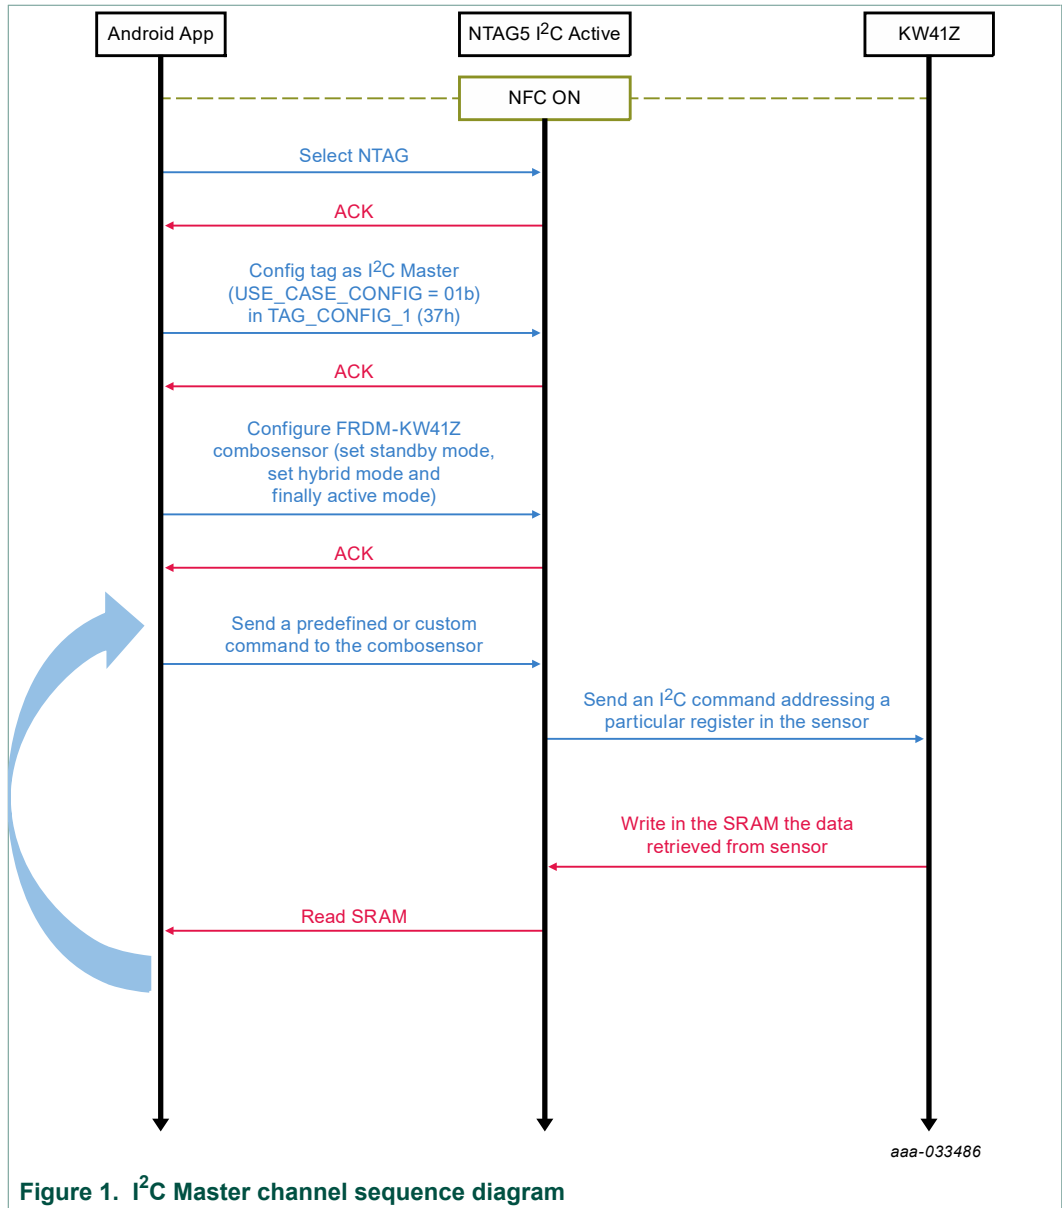 Android App
NTAG5 I²C Active
KW41Z
NFC ON
Select NTAG
ACK
Config tag as I²C Master
(USE_CASE_CONFIG = 01b)
in TAG_CONFIG_1 (37h)
ACK
Configure FRDM-KW41Z
combosensor (set standby mode,
set hybrid mode and
finally active mode)
ACK
Send a predefined or custom
command to the combosensor
Send an I²C command addressing a
particular register in the sensor
Write in the SRAM the data
retrieved from sensor
Read SRAM
aaa-033486
Figure 1. I²C Master channel sequence diagram